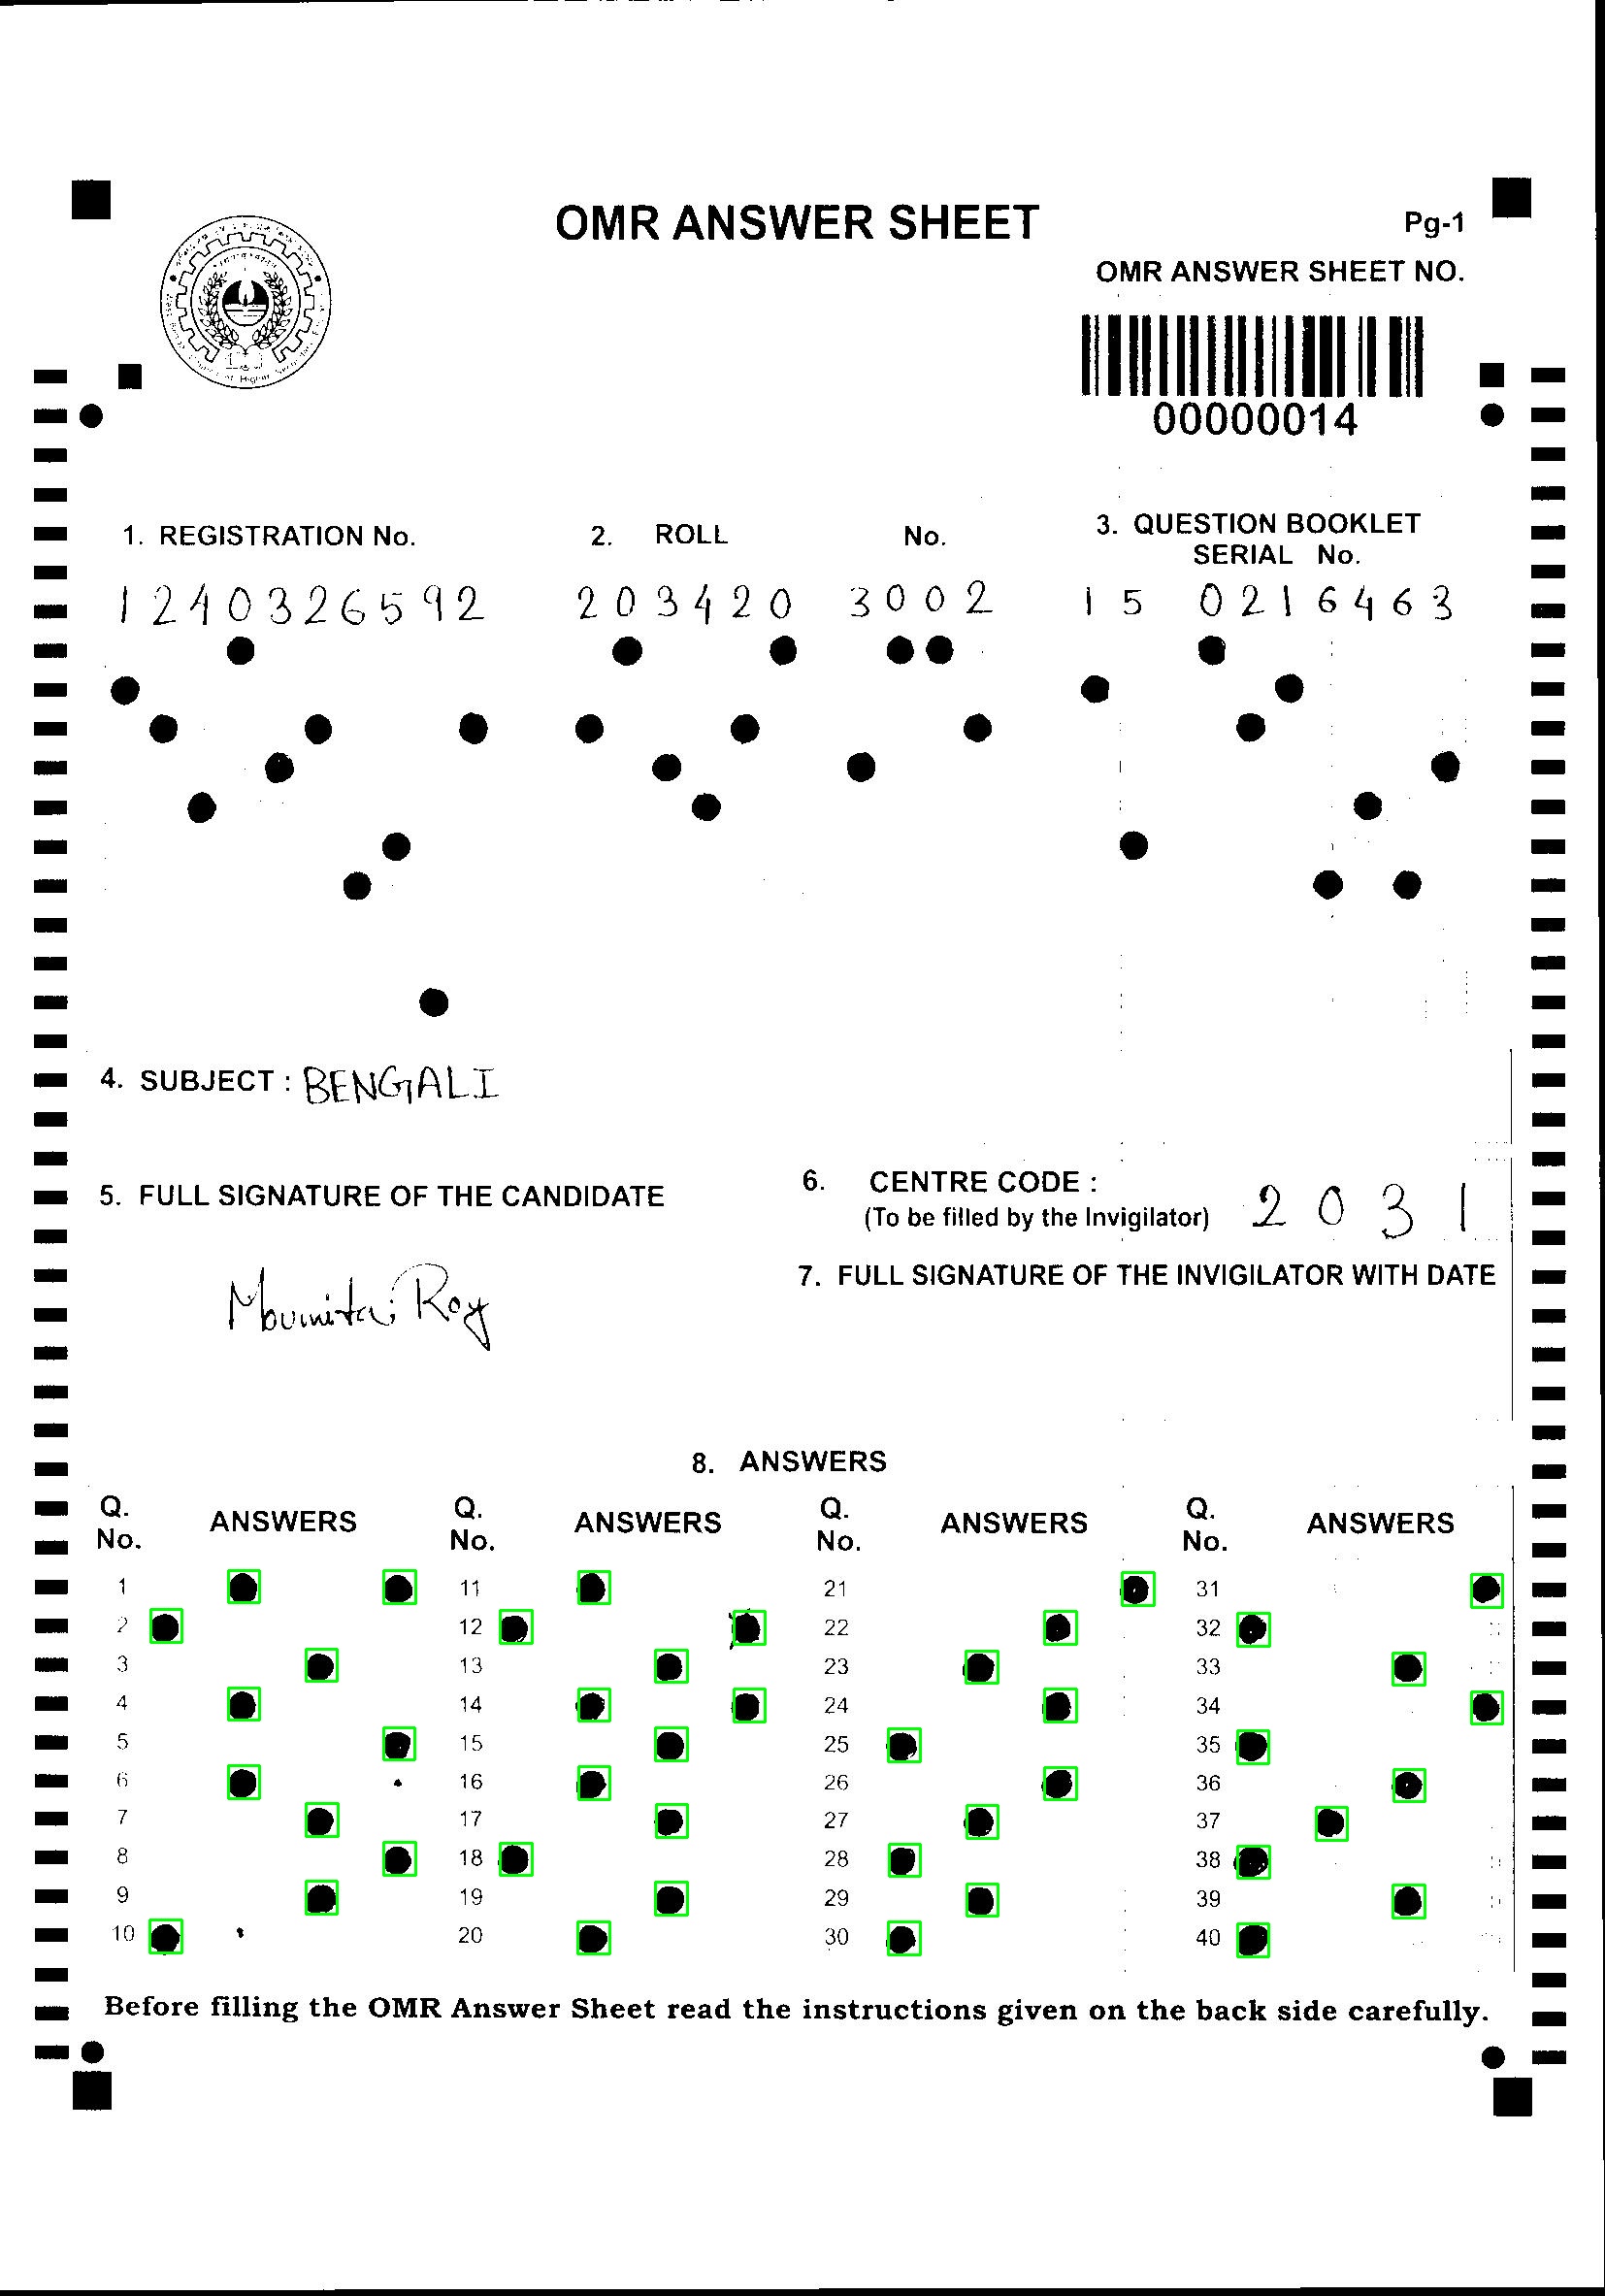 OMR ANSWER SHEET
Pg-1
OMR ANSWER SHEET NO.
00000014
1. REGISTRATION No.
2. ROLL No.
3. QUESTION BOOKLET
SERIAL No.
1240326592
203420 3002
15 0216463
4. SUBJECT : BENGALI
5. FULL SIGNATURE OF THE CANDIDATE
6. CENTRE CODE : 2031
(To be filled by the Invigilator)
7. FULL SIGNATURE OF THE INVIGILATOR WITH DATE
Moumita Roy
8. ANSWERS
Q. No. ANSWERS Q. No. ANSWERS Q. No. ANSWERS Q. No. ANSWERS
1 11 21 31
2 12 22 32
3 13 23 33
4 14 24 34
5 15 25 35
6 16 26 36
7 17 27 37
8 18 28 38
9 19 29 39
10 20 30 40
Before filling the OMR Answer Sheet read the instructions given on the back side carefully.